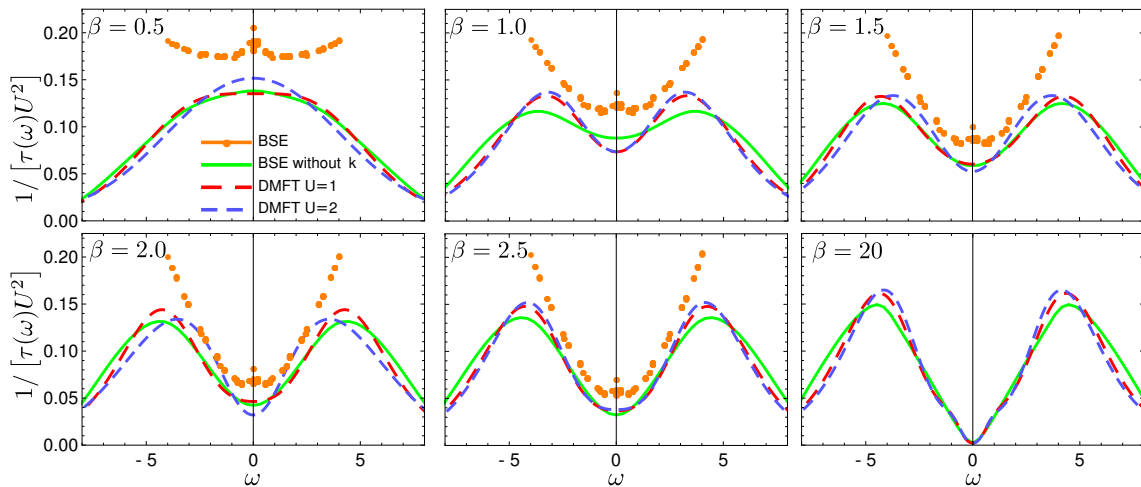 β = 0.5
β = 1.0
β = 1.5
0.20
0.15
0.10
0.05
0.00
1/ [τ(ω)U²]
BSE
BSE without k
DMFT U=1
DMFT U=2
β = 2.0
β = 2.5
β = 20
0.20
0.15
0.10
0.05
0.00
1/ [τ(ω)U²]
- 5 0 5
- 5 0 5
- 5 0 5
ω
ω
ω